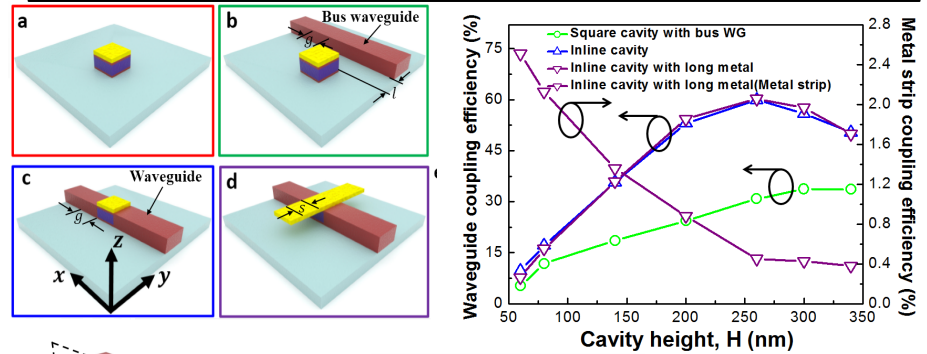 a
b
Bus waveguide
g
l
c
Waveguide
g
z
x
y
d
s
e
Waveguide coupling efficiency (%)
75
60
45
30
15
0
Square cavity with bus WG
Inline cavity
Inline cavity with long metal
Inline cavity with long metal(Metal strip)
2.8
2.4
2.0
1.6
1.2
0.8
0.4
0.0
Metal strip coupling efficiency (%)
50 100 150 200 250 300 350
Cavity height, H (nm)